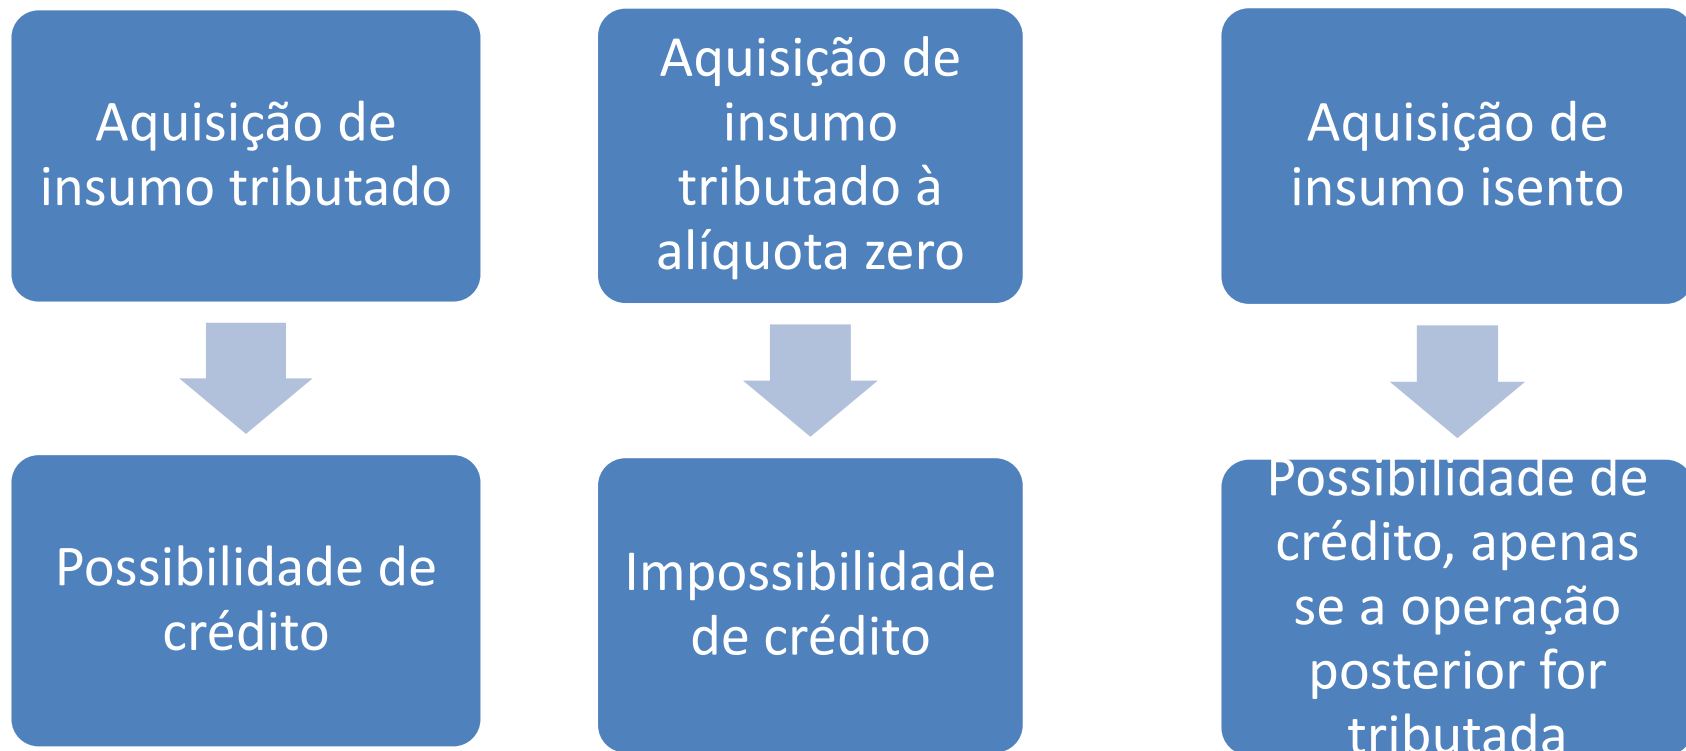 Aquisição de
insumo tributado
Possibilidade de
crédito
Aquisição de
insumo
tributado à
alíquota zero
Impossibilidade
de crédito
Aquisição de
insumo isento
Possibilidade de
crédito, apenas
se a operação
posterior for
tributada